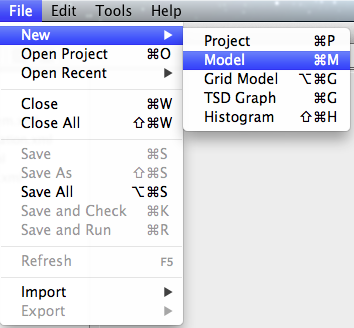 File Edit Tools Help
New ▶
Open Project ⌘O
Open Recent ▶
Close ⌘W
Close All ⇧⌘W
Save ⌘S
Save As ⇧⌘S
Save All ⌥⌘S
Save and Check ⌘K
Save and Run ⌘R
Refresh F5
Import ▶
Export ▶
Project ⌘P
Model ⌘M
Grid Model ⌥⌘G
TSD Graph ⌘G
Histogram ⇧⌘H